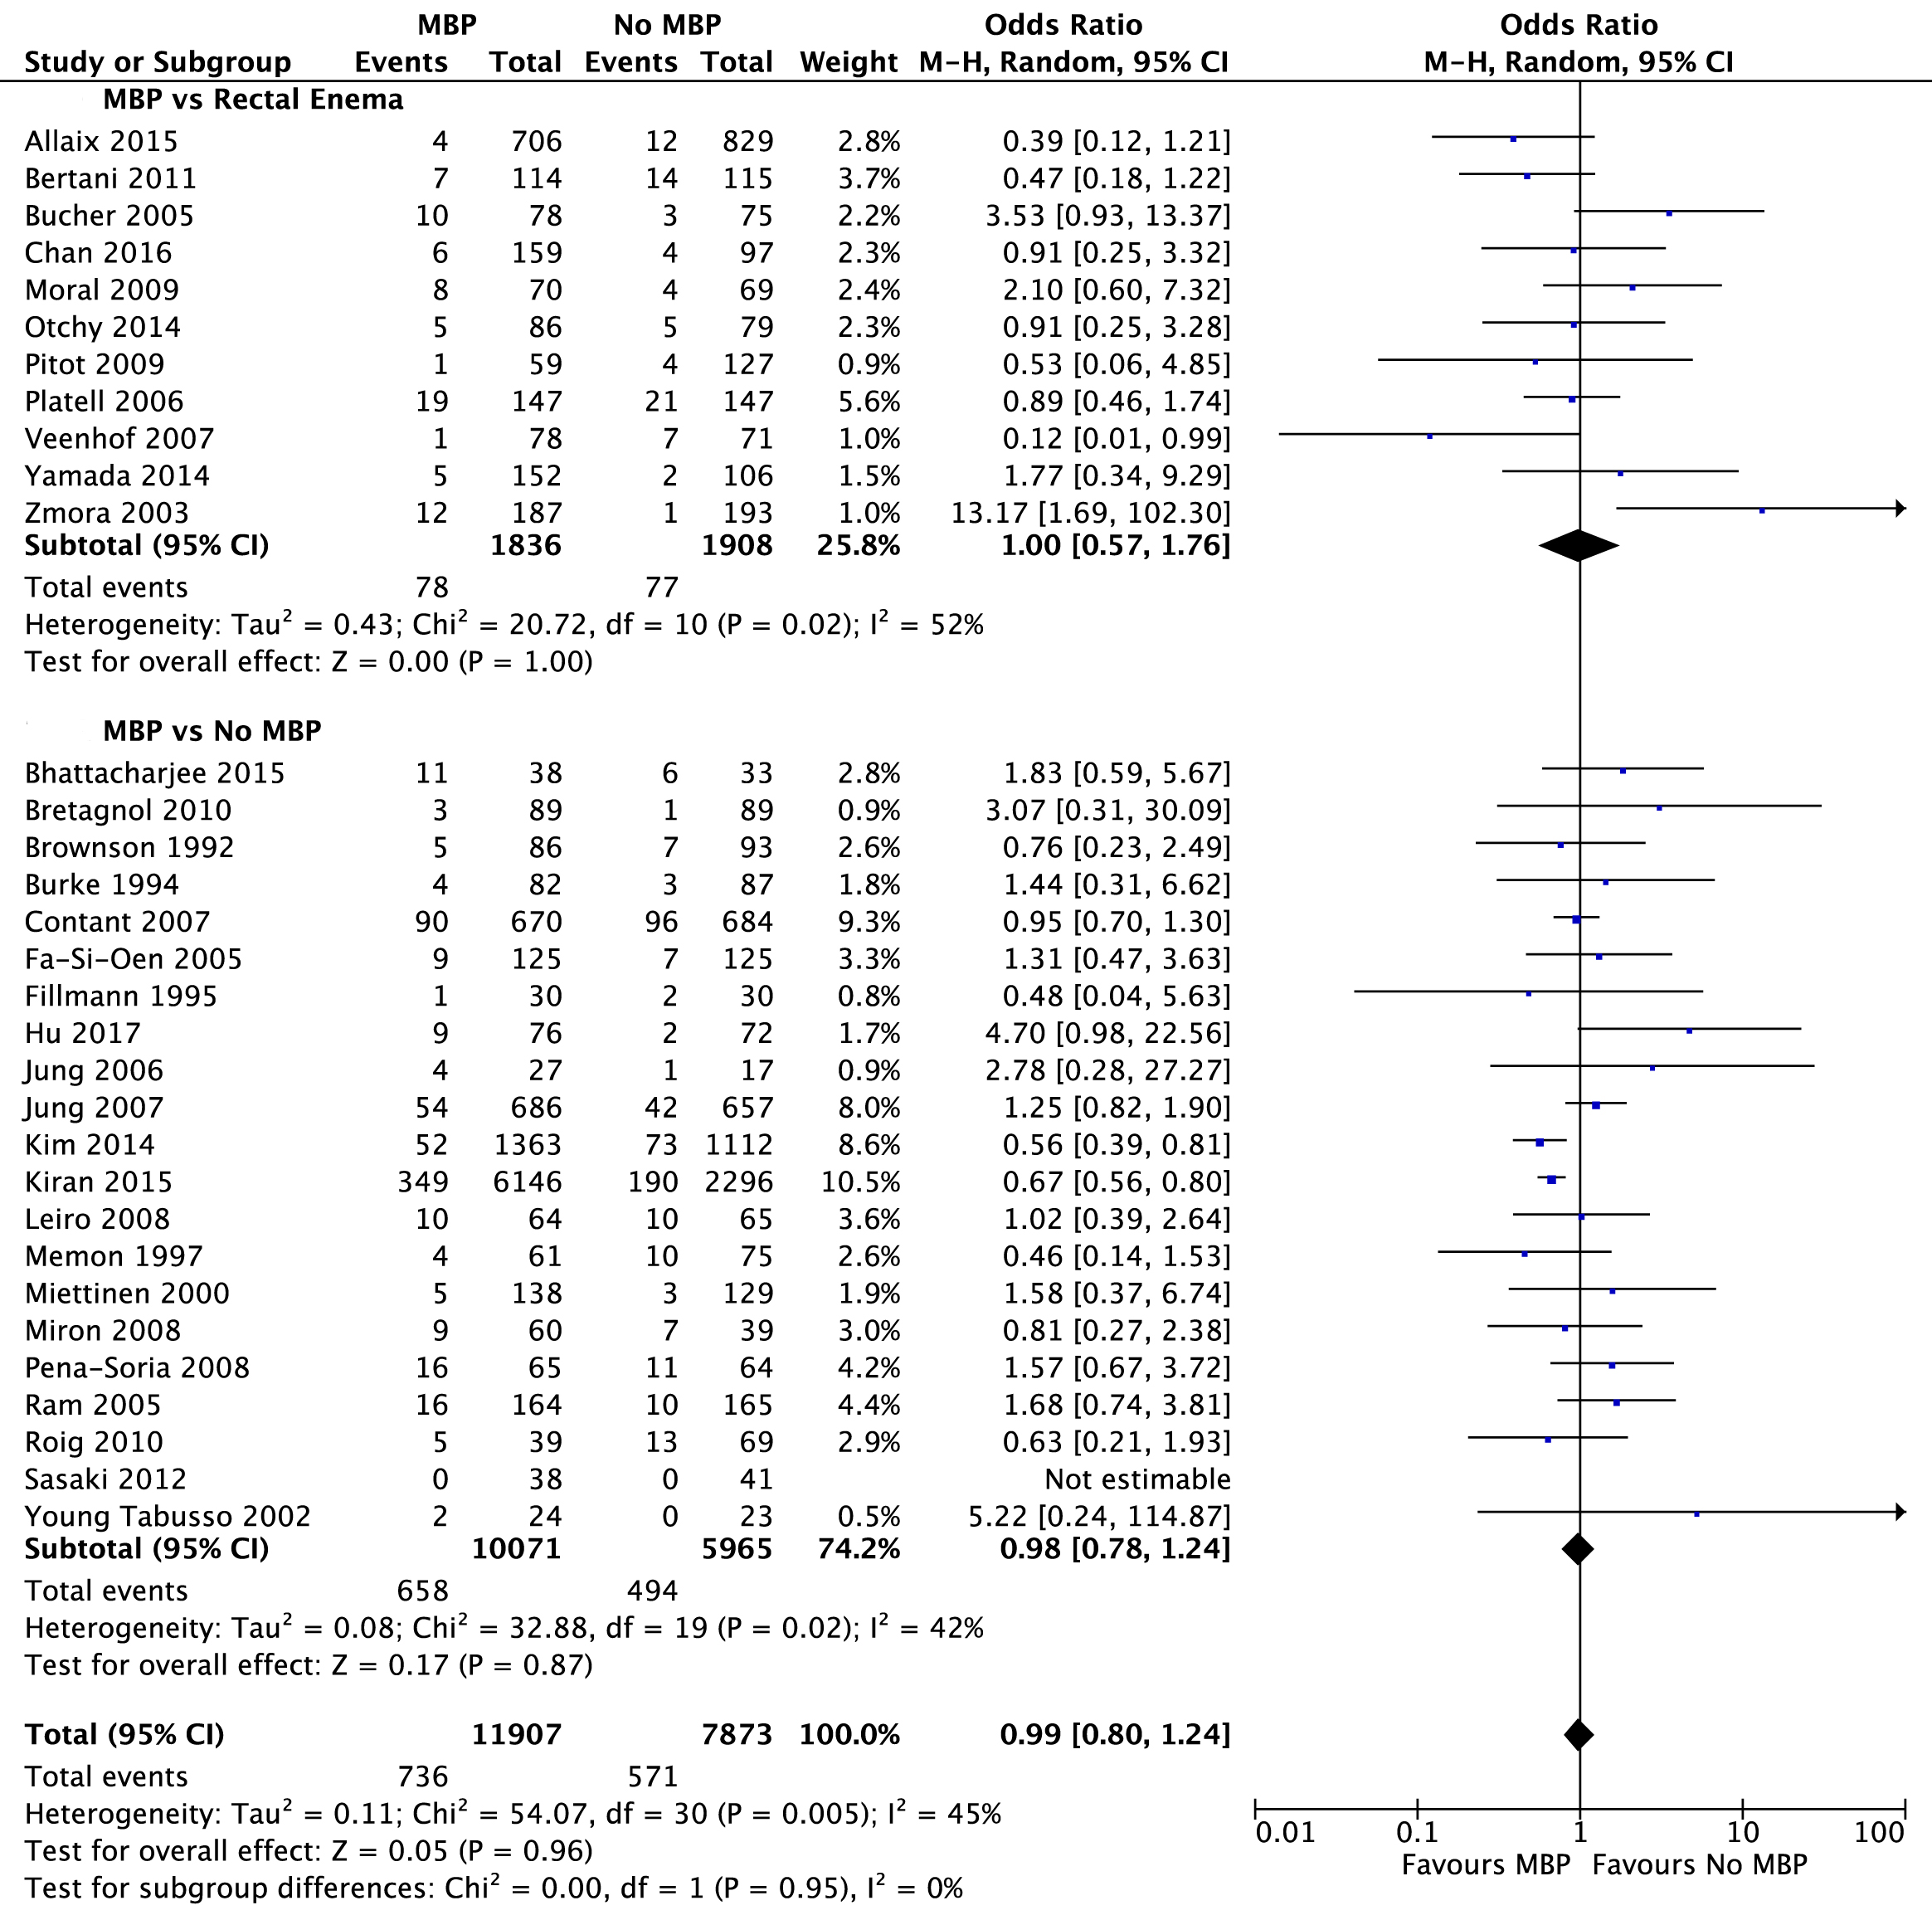 MBP No MBP Odds Ratio Odds Ratio
Study or Subgroup Events Total Events Total Weight M-H, Random, 95% CI M-H, Random, 95% CI
MBP vs Rectal Enema
Allaix 2015 4 706 12 829 2.8% 0.39 [0.12, 1.21]
Bertani 2011 7 114 14 115 3.7% 0.47 [0.18, 1.22]
Bucher 2005 10 78 3 75 2.2% 3.53 [0.93, 13.37]
Chan 2016 6 159 4 97 2.3% 0.91 [0.25, 3.32]
Moral 2009 8 70 4 69 2.4% 2.10 [0.60, 7.32]
Otchy 2014 5 86 5 79 2.3% 0.91 [0.25, 3.28]
Pitot 2009 1 59 4 127 0.9% 0.53 [0.06, 4.85]
Platell 2006 19 147 21 147 5.6% 0.89 [0.46, 1.74]
Veenhof 2007 1 78 7 71 1.0% 0.12 [0.01, 0.99]
Yamada 2014 5 152 2 106 1.5% 1.77 [0.34, 9.29]
Zmora 2003 12 187 1 193 1.0% 13.17 [1.69, 102.30]
Subtotal (95% CI) 1836 1908 25.8% 1.00 [0.57, 1.76]
Total events 78 77
Heterogeneity: Tau² = 0.43; Chi² = 20.72, df = 10 (P = 0.02); I² = 52%
Test for overall effect: Z = 0.00 (P = 1.00)
MBP vs No MBP
Bhattacharjee 2015 11 38 6 33 2.8% 1.83 [0.59, 5.67]
Bretagnol 2010 3 89 1 89 0.9% 3.07 [0.31, 30.09]
Brownson 1992 5 86 7 93 2.6% 0.76 [0.23, 2.49]
Burke 1994 4 82 3 87 1.8% 1.44 [0.31, 6.62]
Contant 2007 90 670 96 684 9.3% 0.95 [0.70, 1.30]
Fa-Si-Oen 2005 9 125 7 125 3.3% 1.31 [0.47, 3.63]
Fillmann 1995 1 30 2 30 0.8% 0.48 [0.04, 5.63]
Hu 2017 9 76 2 72 1.7% 4.70 [0.98, 22.56]
Jung 2006 4 27 1 17 0.9% 2.78 [0.28, 27.27]
Jung 2007 54 686 42 657 8.0% 1.25 [0.82, 1.90]
Kim 2014 52 1363 73 1112 8.6% 0.56 [0.39, 0.81]
Kiran 2015 349 6146 190 2296 10.5% 0.67 [0.56, 0.80]
Leiro 2008 10 64 10 65 3.6% 1.02 [0.39, 2.64]
Memon 1997 4 61 10 75 2.6% 0.46 [0.14, 1.53]
Miettinen 2000 5 138 3 129 1.9% 1.58 [0.37, 6.74]
Miron 2008 9 60 7 39 3.0% 0.81 [0.27, 2.38]
Pena-Soria 2008 16 65 11 64 4.2% 1.57 [0.67, 3.72]
Ram 2005 16 164 10 165 4.4% 1.68 [0.74, 3.81]
Roig 2010 5 39 13 69 2.9% 0.63 [0.21, 1.93]
Sasaki 2012 0 38 0 41 Not estimable
Young Tabusso 2002 2 24 0 23 0.5% 5.22 [0.24, 114.87]
Subtotal (95% CI) 10071 5965 74.2% 0.98 [0.78, 1.24]
Total events 658 494
Heterogeneity: Tau² = 0.08; Chi² = 32.88, df = 19 (P = 0.02); I² = 42%
Test for overall effect: Z = 0.17 (P = 0.87)
Total (95% CI) 11907 7873 100.0% 0.99 [0.80, 1.24]
Total events 736 571
Heterogeneity: Tau² = 0.11; Chi² = 54.07, df = 30 (P = 0.005); I² = 45%
Test for overall effect: Z = 0.05 (P = 0.96)
Test for subgroup differences: Chi² = 0.00, df = 1 (P = 0.95), I² = 0%
0.01 0.1 1 10 100
Favours MBP Favours No MBP